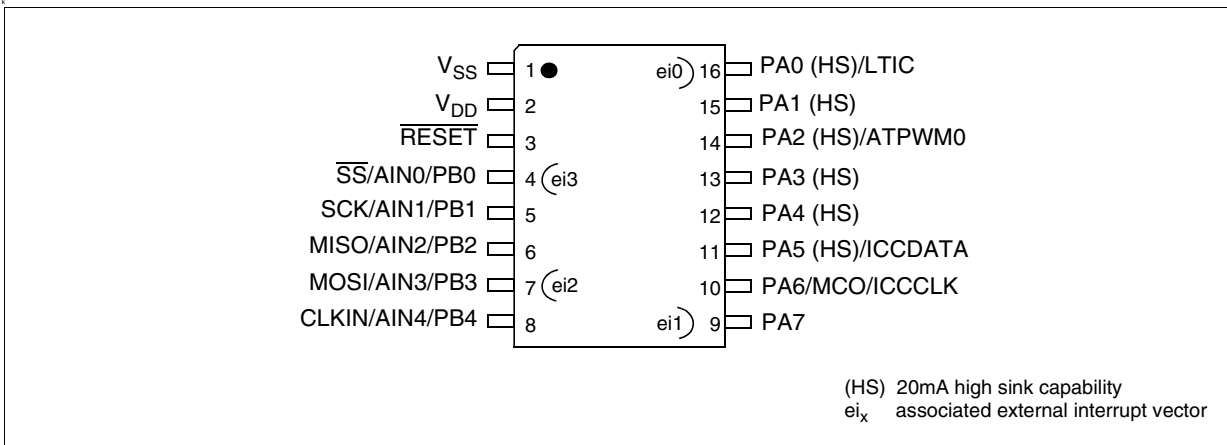 VSS 1 ei0 16 PA0 (HS)/LTIC
VDD 2 15 PA1 (HS)
RESET 3 14 PA2 (HS)/ATPWM0
SS/AIN0/PB0 4 ei3 13 PA3 (HS)
SCK/AIN1/PB1 5 12 PA4 (HS)
MISO/AIN2/PB2 6 11 PA5 (HS)/ICCDATA
MOSI/AIN3/PB3 7 ei2 10 PA6/MCO/ICCCLK
CLKIN/AIN4/PB4 8 ei1 9 PA7
(HS) 20mA high sink capability
eix associated external interrupt vector